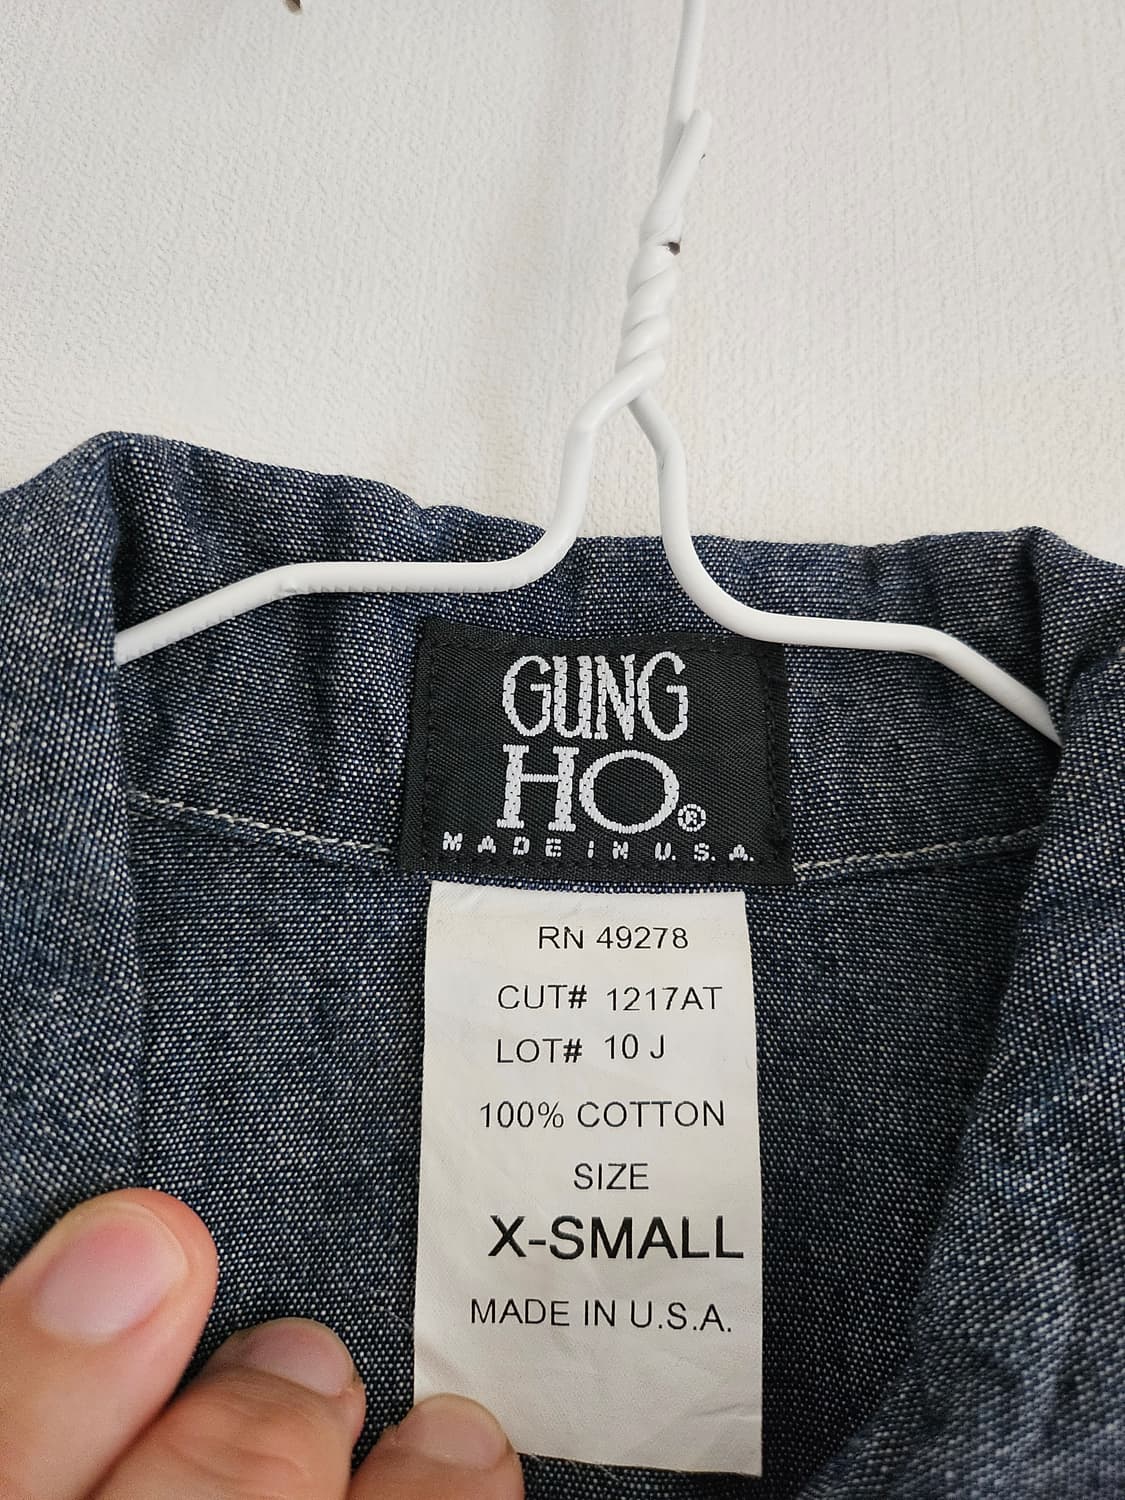 GUNG
HO®
MADE IN U.S.A.
RN 49278
CUT# 1217AT
LOT# 10 J
100% COTTON
SIZE
X-SMALL
MADE IN U.S.A.